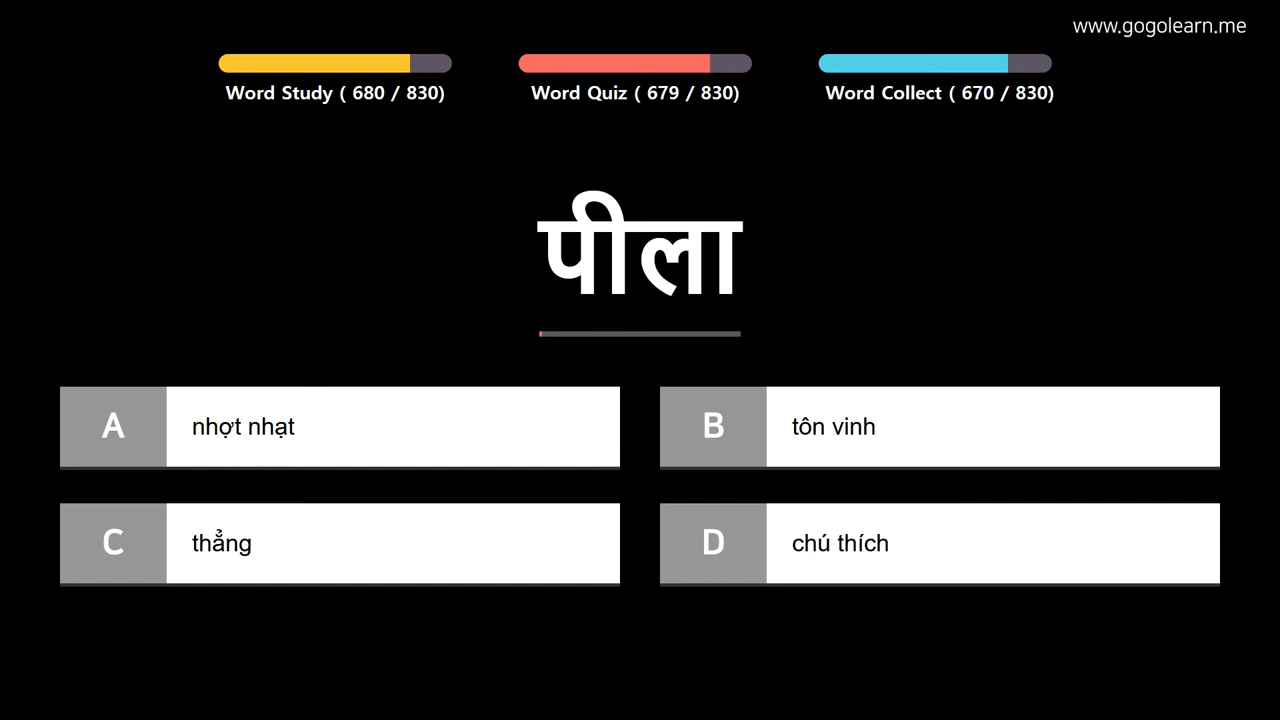 www.gogolearn.me
Word Study ( 680 / 830)
Word Quiz ( 679 / 830)
Word Collect ( 670 / 830)
पीला
A nhợt nhạt
B tôn vinh
C thẳng
D chú thích